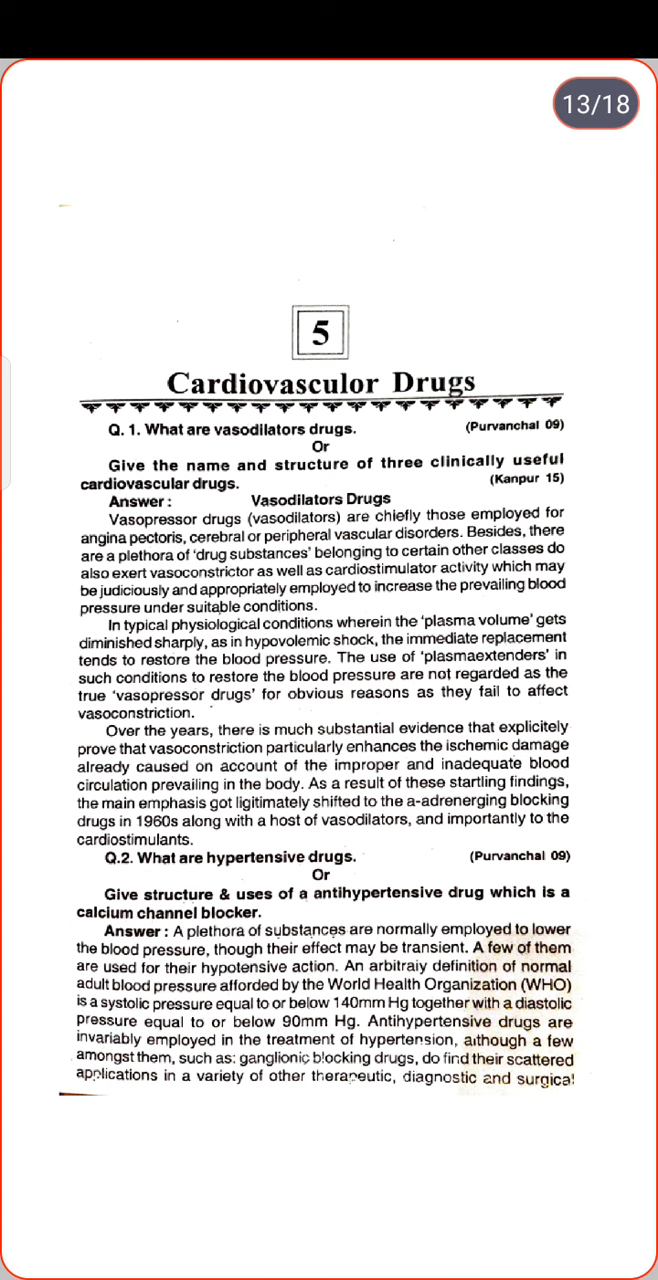 13/18
5
Cardiovasculor Drugs
Q. 1. What are vasodilators drugs. (Purvanchal 09)
Or
Give the name and structure of three clinically useful
cardiovascular drugs. (Kanpur 15)
Answer : Vasodilators Drugs
Vasopressor drugs (vasodilators) are chiefly those employed for
angina pectoris, cerebral or peripheral vascular disorders. Besides, there
are a plethora of ‘drug substances’ belonging to certain other classes do
also exert vasoconstrictor as well as cardiostimulator activity which may
be judiciously and appropriately employed to increase the prevailing blood
pressure under suitable conditions.
In typical physiological conditions wherein the ‘plasma volume’ gets
diminished sharply, as in hypovolemic shock, the immediate replacement
tends to restore the blood pressure. The use of ‘plasmaextenders’ in
such conditions to restore the blood pressure are not regarded as the
true ‘vasopressor drugs’ for obvious reasons as they fail to affect
vasoconstriction.
Over the years, there is much substantial evidence that explicitely
prove that vasoconstriction particularly enhances the ischemic damage
already caused on account of the improper and inadequate blood
circulation prevailing in the body. As a result of these startling findings,
the main emphasis got ligitimately shifted to the a-adrenerging blocking
drugs in 1960s along with a host of vasodilators, and importantly to the
cardiostimulants.
Q.2. What are hypertensive drugs. (Purvanchal 09)
Or
Give structure & uses of a antihypertensive drug which is a
calcium channel blocker.
Answer : A plethora of substances are normally employed to lower
the blood pressure, though their effect may be transient. A few of them
are used for their hypotensive action. An arbitraiy definition of normal
adult blood pressure afforded by the World Health Organization (WHO)
is a systolic pressure equal to or below 140mm Hg together with a diastolic
pressure equal to or below 90mm Hg. Antihypertensive drugs are
invariably employed in the treatment of hypertension, although a few
amongst them, such as: ganglionic blocking drugs, do find their scattered
applications in a variety of other therapeutic, diagnostic and surgical